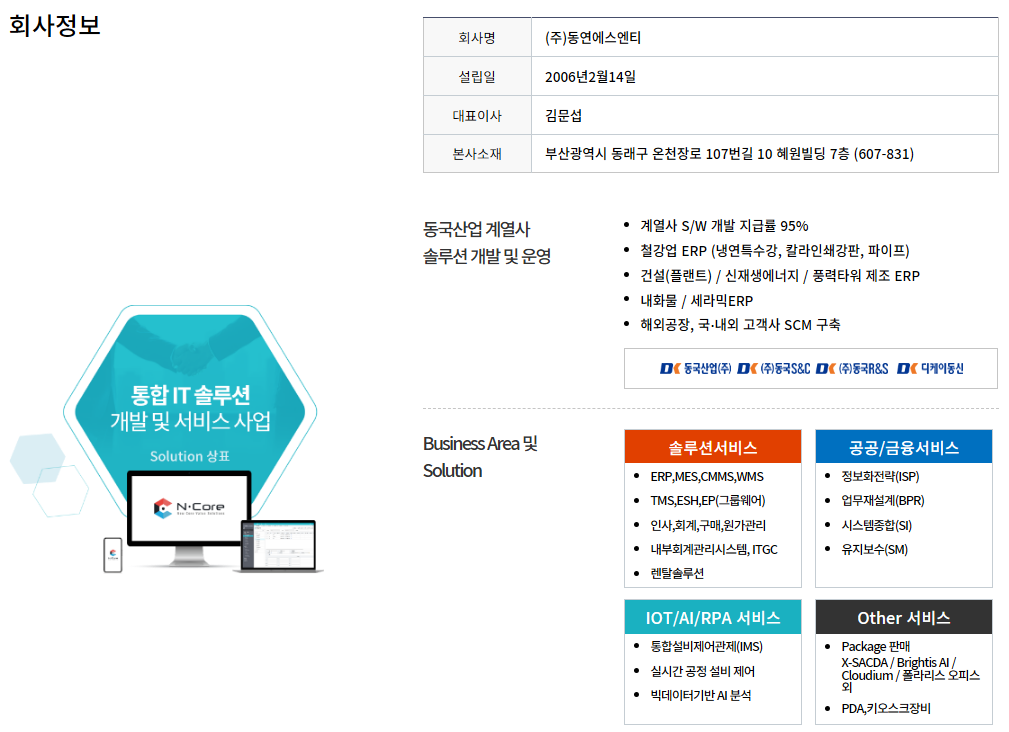 회사정보
회사명 (주)동연에스엔티
설립일 2006년2월14일
대표이사 김문섭
본사소재 부산광역시 동래구 온천장로 107번길 10 혜원빌딩 7층 (607-831)
동국산업 계열사
솔루션 개발 및 운영
계열사 S/W 개발 지급률 95%
철강업 ERP (냉연특수강, 칼라인쇄강판, 파이프)
건설(플랜트) / 신재생에너지 / 풍력타워 제조 ERP
내화물 / 세라믹ERP
해외공장, 국·내외 고객사 SCM 구축
DK 동국산업(주) DK (주)동국S&C DK (주)동국R&S DK 디케이동신
통합 IT 솔루션
개발 및 서비스 사업
Solution 상표
N·Core
Business Area 및
Solution
솔루션서비스
ERP,MES,CMMS,WMS
TMS,ESH,EP(그룹웨어)
인사,회계,구매,원가관리
내부회계관리시스템, ITGC
렌탈솔루션
공공/금융서비스
정보화전략(ISP)
업무재설계(BPR)
시스템종합(SI)
유지보수(SM)
IOT/AI/RPA 서비스
통합설비제어관제(IMS)
실시간 공정 설비 제어
빅데이터기반 AI 분석
Other 서비스
Package 판매
X-SACDA / Brightis AI /
Cloudium / 폴라리스 오피스
외
PDA,키오스크장비